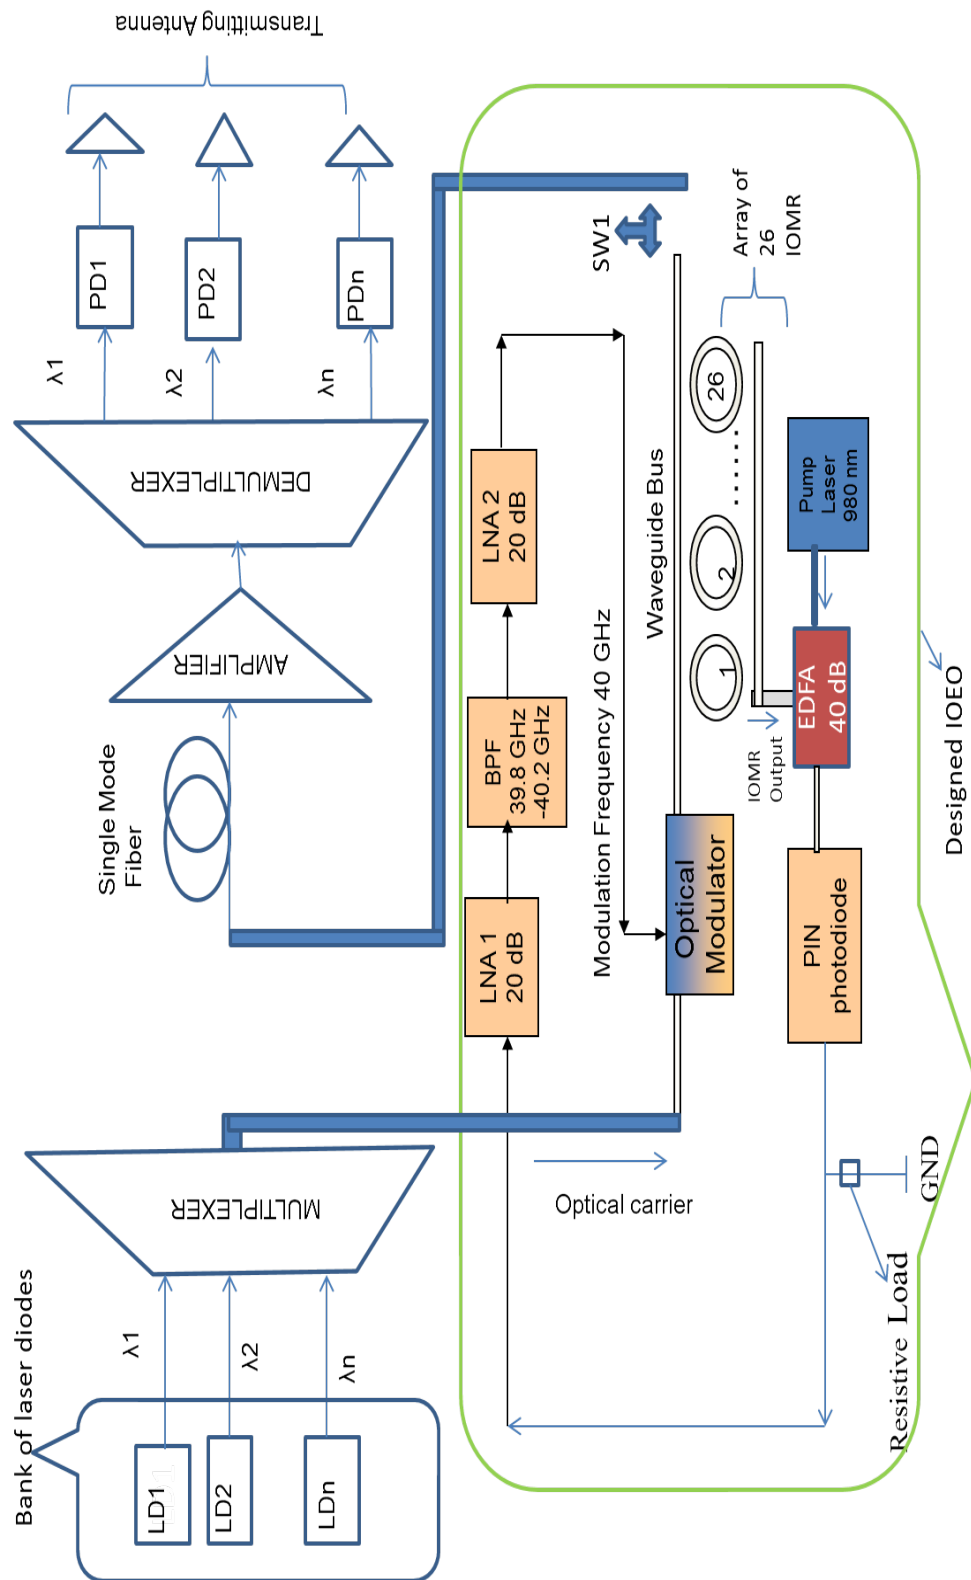 Bank of laser diodes
LD1
LD2
LDn
λ1
λ2
λn
MULTIPLEXER
Single Mode
Fiber
AMPLIFIER
DEMULTIPLEXER
λ1
λ2
λn
PD1
PD2
PDn
Transmitting Antenna
Optical carrier
LNA 1
20 dB
BPF
39.8 GHz
-40.2 GHz
LNA 2
20 dB
Modulation Frequency 40 GHz
Optical
Modulator
Waveguide Bus
SW1
1
2
......
26
Array of
26
IOMR
IOMR
Output
PIN
photodiode
EDFA
40 dB
Pump
Laser
980 nm
GND
Resistive Load
Designed IOEO